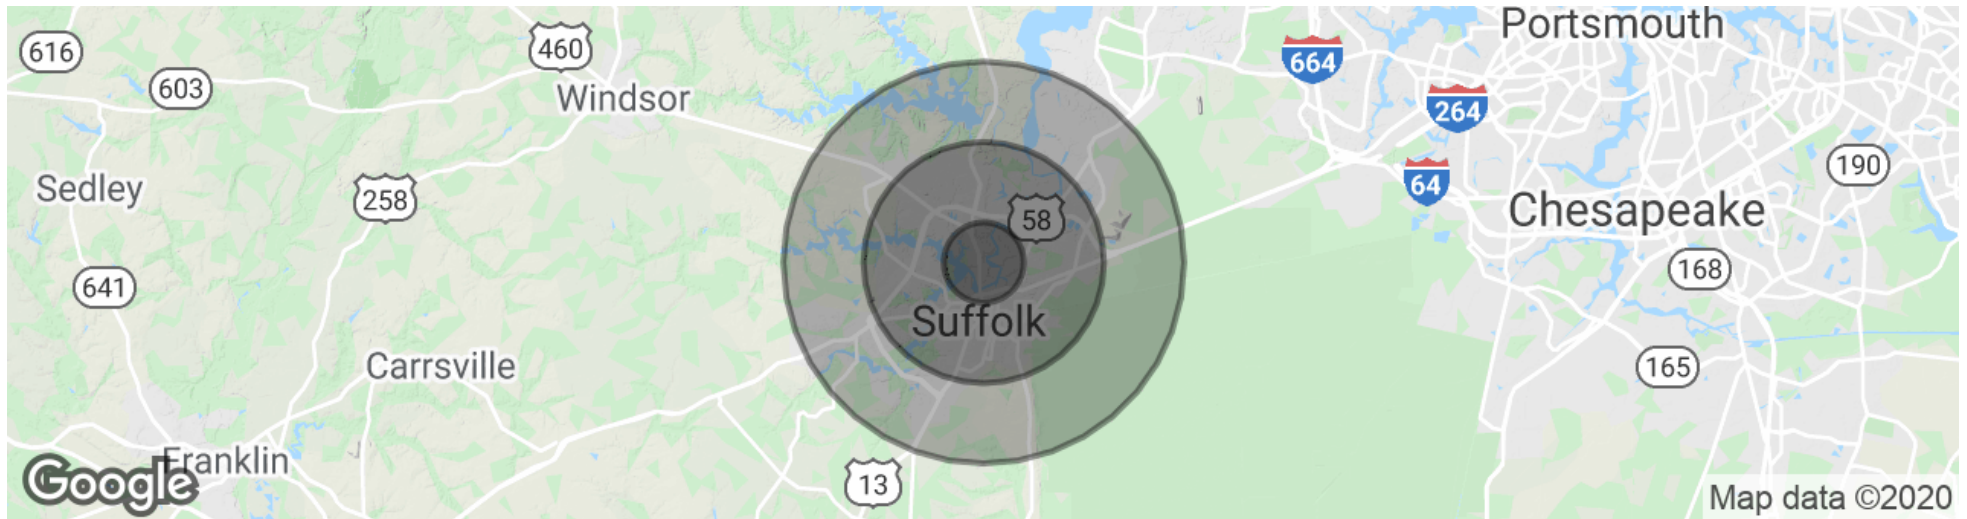 Portsmouth
616
460
664
603
Windsor
264
190
64
Sedley
258
58
Chesapeake
168
641
Suffolk
Carrsville
165
Franklin
Google
13
Map data ©2020